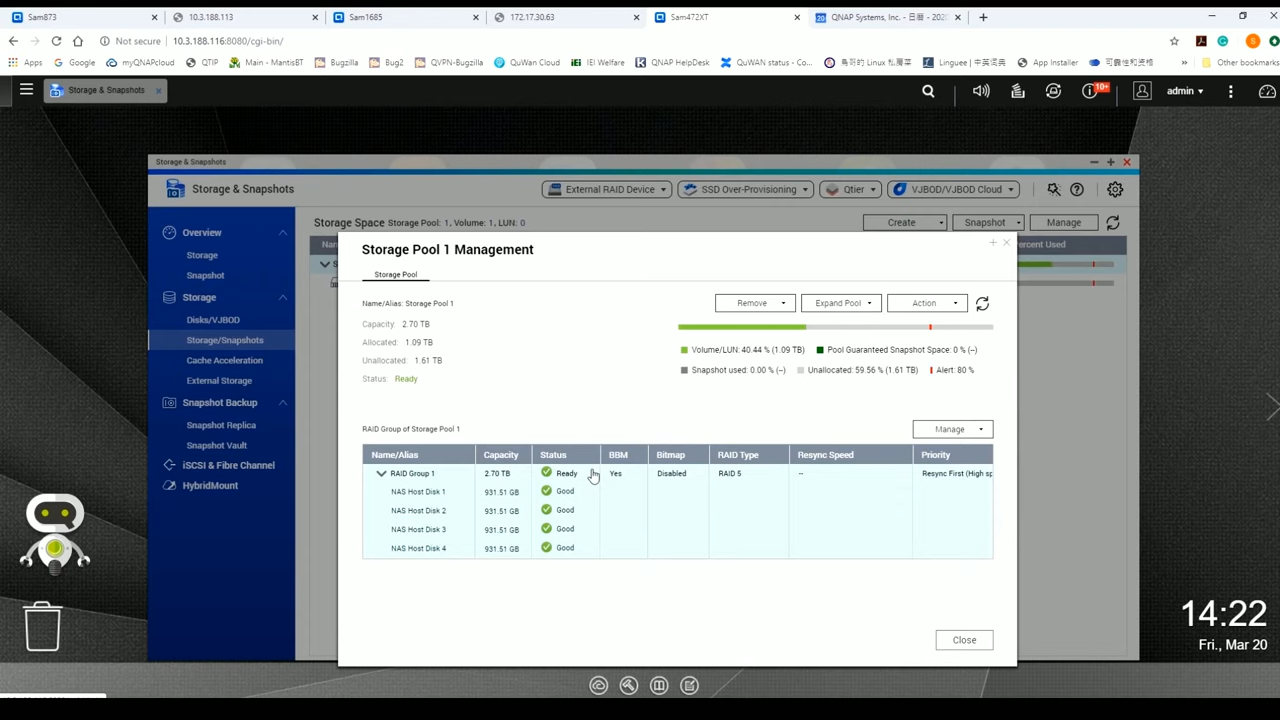 Sam873
10.3.188.113
Sam1685
172.17.30.63
Sam472XT
QNAP Systems, Inc. - 日曆 - 202
Not secure
10.3.188.116:8080/cgi-bin/
Apps
Google
myQNAPcloud
QTIP
Main - MantisBT
Bugzilla
Bug2
QVPN-Bugzilla
QuWan Cloud
IEI Welfare
QNAP HelpDesk
QuWAN status - Co...
鳥哥的 Linux 私房菜
Linguee | 中英词典
App Installer
可靠性和資格
»
Other bookmarks
Storage & Snapshots
10+
admin
Storage & Snapshots
Storage & Snapshots
External RAID Device
SSD Over-Provisioning
Qtier
VJBOD/VJBOD Cloud
Overview
Storage
Snapshot
Storage
Disks/VJBOD
Storage/Snapshots
Cache Acceleration
External Storage
Snapshot Backup
Snapshot Replica
Snapshot Vault
iSCSI & Fibre Channel
HybridMount
Storage Space Storage Pool: 1, Volume: 1, LUN: 0
Create
Snapshot
Manage
Percent Used
Storage Pool 1 Management
Storage Pool
Name/Alias: Storage Pool 1
Remove
Expand Pool
Action
Capacity: 2.70 TB
Allocated: 1.09 TB
Unallocated: 1.61 TB
Status: Ready
Volume/LUN: 40.44 % (1.09 TB)
Pool Guaranteed Snapshot Space: 0 % (--)
Snapshot used: 0.00 % (--)
Unallocated: 59.56 % (1.61 TB)
Alert: 80 %
RAID Group of Storage Pool 1
Manage
Name/Alias Capacity Status BBM Bitmap RAID Type Resync Speed Priority
RAID Group 1 2.70 TB Ready Yes Disabled RAID 5 -- Resync First (High sp
NAS Host Disk 1 931.51 GB Good
NAS Host Disk 2 931.51 GB Good
NAS Host Disk 3 931.51 GB Good
NAS Host Disk 4 931.51 GB Good
Close
14:22
Fri., Mar 20